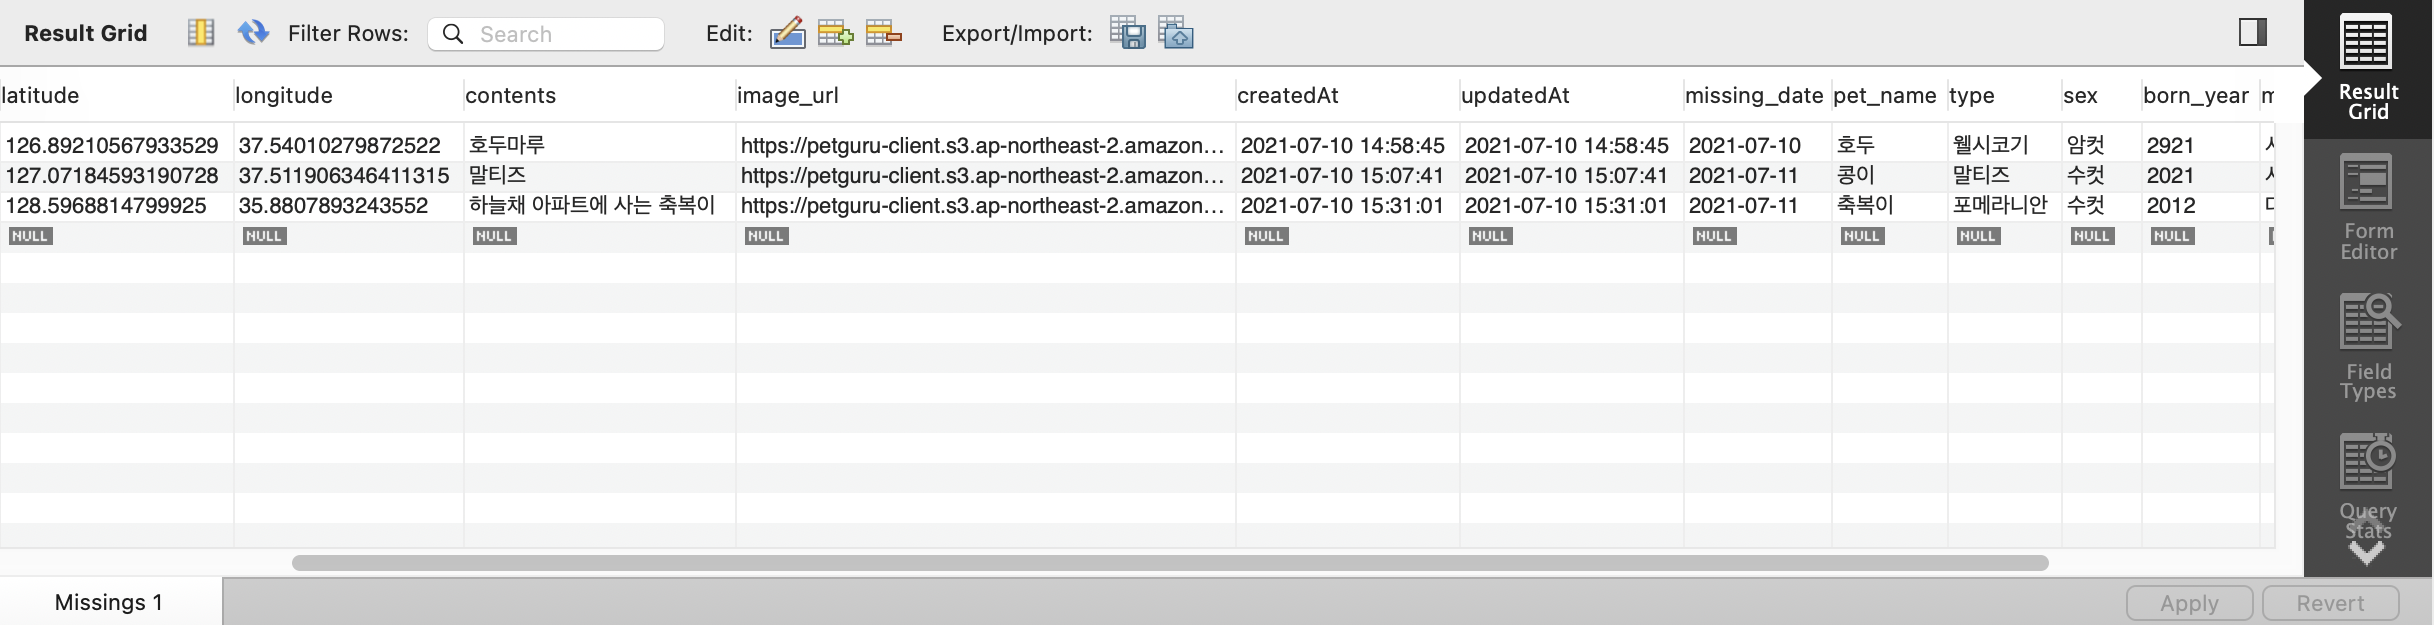 Result Grid Filter Rows: Search Edit: Export/Import:
latitude longitude contents image_url createdAt updatedAt missing_date pet_name type sex born_year m
126.89210567933529 37.54010279872522 호두마루 https://petguru-client.s3.ap-northeast-2.amazon... 2021-07-10 14:58:45 2021-07-10 14:58:45 2021-07-10 호두 웰시코기 암컷 2921
127.07184593190728 37.511906346411315 말티즈 https://petguru-client.s3.ap-northeast-2.amazon... 2021-07-10 15:07:41 2021-07-10 15:07:41 2021-07-11 콩이 말티즈 수컷 2021
128.5968814799925 35.8807893243552 하늘채 아파트에 사는 축복이 https://petguru-client.s3.ap-northeast-2.amazon... 2021-07-10 15:31:01 2021-07-10 15:31:01 2021-07-11 축복이 포메라니안 수컷 2012
NULL NULL NULL NULL NULL NULL NULL NULL NULL NULL NULL
Result
Grid
Form
Editor
Field
Types
Query
Stats
Missings 1 Apply Revert